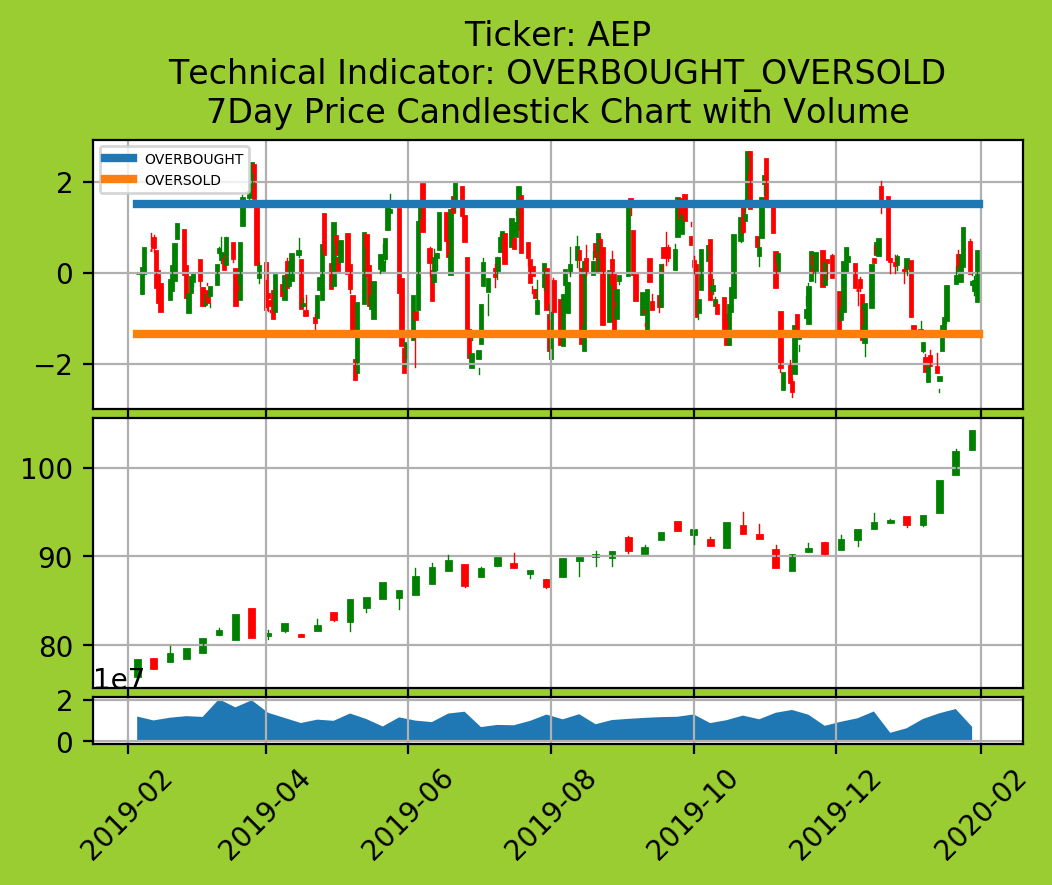 Ticker: AEP
Technical Indicator: OVERBOUGHT_OVERSOLD
7Day Price Candlestick Chart with Volume
OVERBOUGHT
OVERSOLD
2
0
−2
100
90
80
1e7
2
0
2019-02
2019-04
2019-06
2019-08
2019-10
2019-12
2020-02